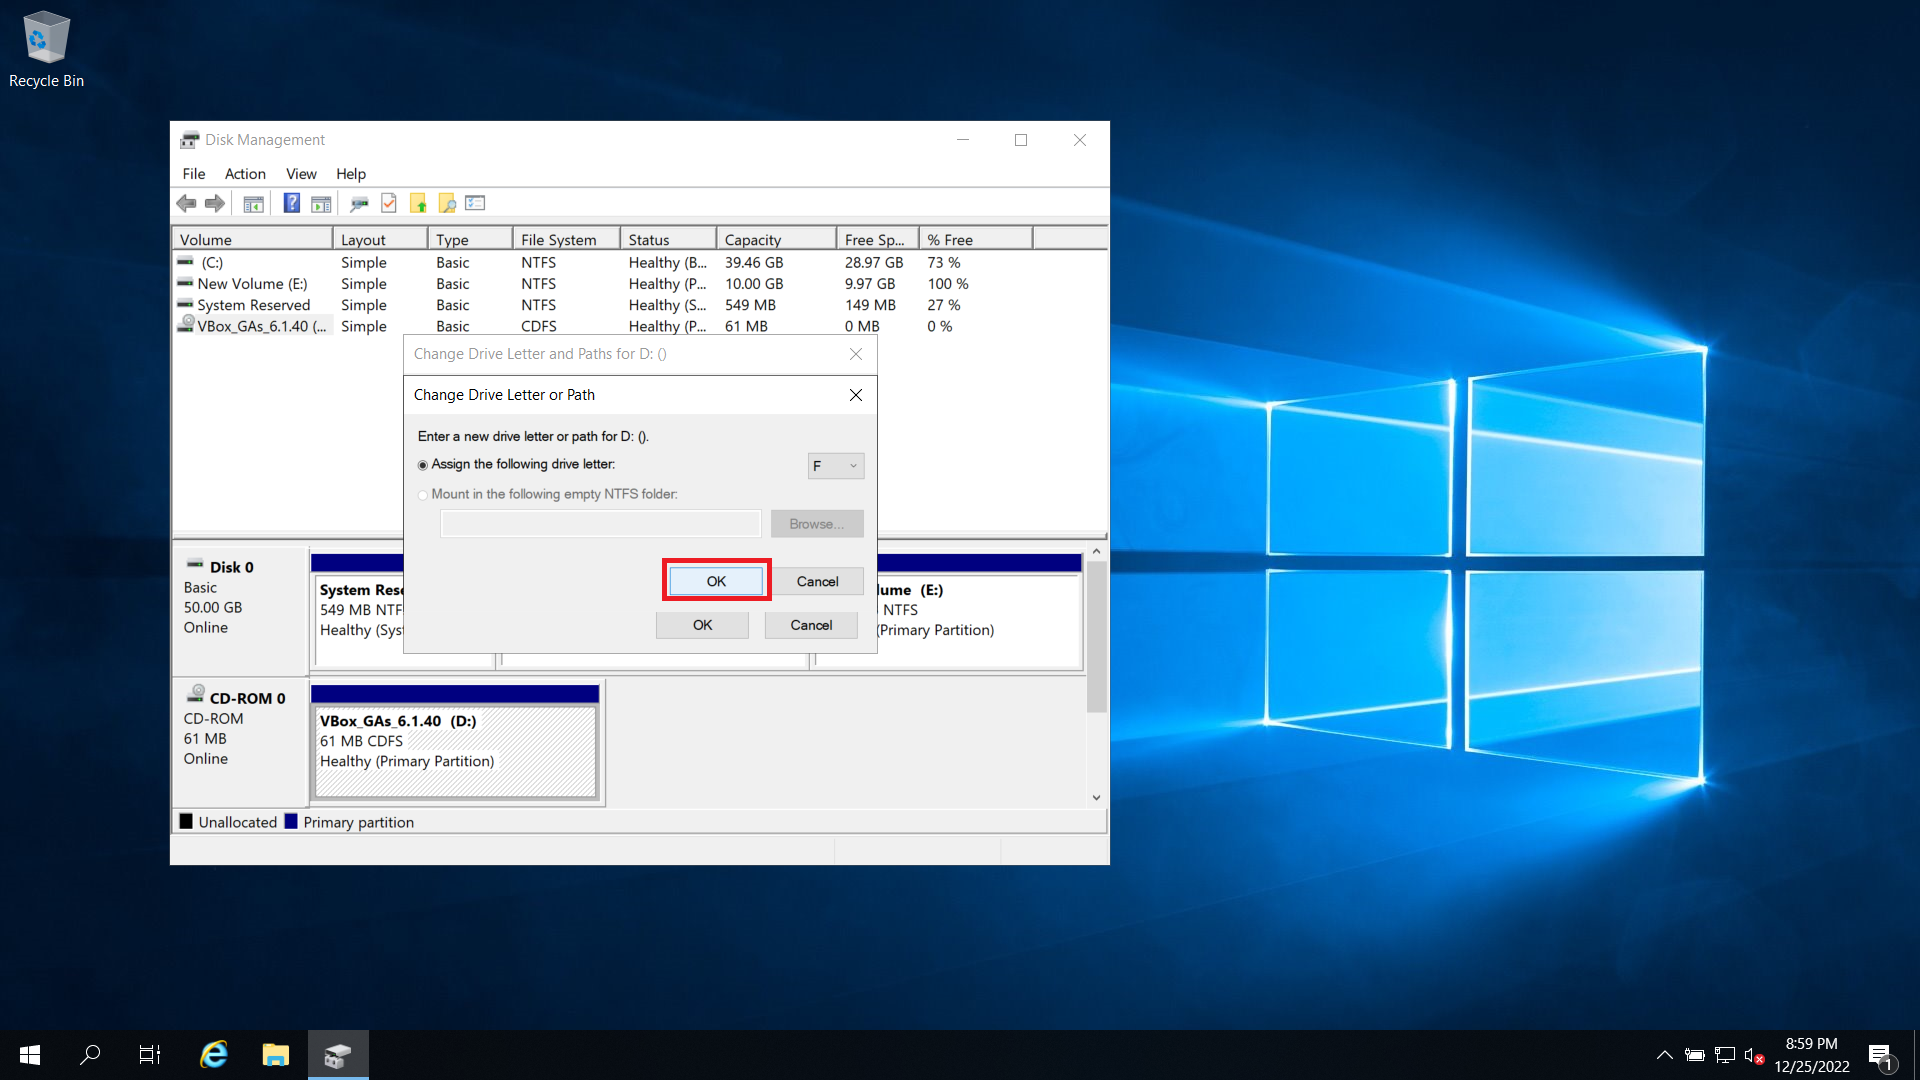 Recycle Bin
Disk Management
File Action View Help
Volume Layout Type File System Status Capacity Free Sp... % Free
(C:) Simple Basic NTFS Healthy (B... 39.46 GB 28.97 GB 73 %
New Volume (E:) Simple Basic NTFS Healthy (P... 10.00 GB 9.97 GB 100 %
System Reserved Simple Basic NTFS Healthy (S... 549 MB 149 MB 27 %
VBox_GAs_6.1.40 (... Simple Basic CDFS Healthy (P... 61 MB 0 MB 0 %
Change Drive Letter and Paths for D: ()
Change Drive Letter or Path
Enter a new drive letter or path for D: ().
Assign the following drive letter: F
Mount in the following empty NTFS folder:
Browse...
OK Cancel
OK Cancel
Disk 0
Basic
50.00 GB
Online
System Rese
549 MB NTF
Healthy (Syst
lume (E:)
NTFS
(Primary Partition)
CD-ROM 0
CD-ROM
61 MB
Online
VBox_GAs_6.1.40 (D:)
61 MB CDFS
Healthy (Primary Partition)
Unallocated Primary partition
8:59 PM
12/25/2022
1